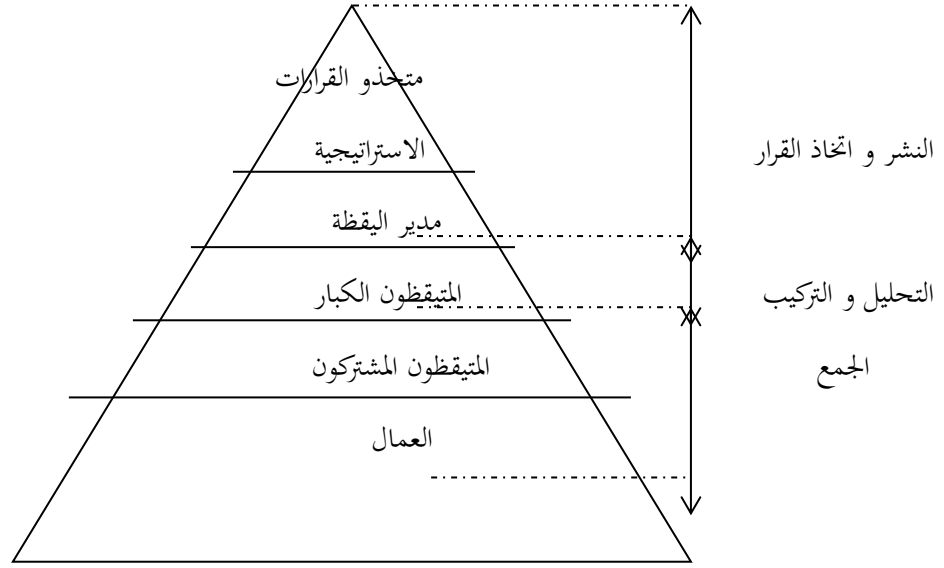 متخذو القرارات
الاستراتيجية
النشر و اتخاذ القرار
مدير اليقظة
المتيقظون الكبار
التحليل و التركيب
المتيقظون المشتركون
الجمع
العمال